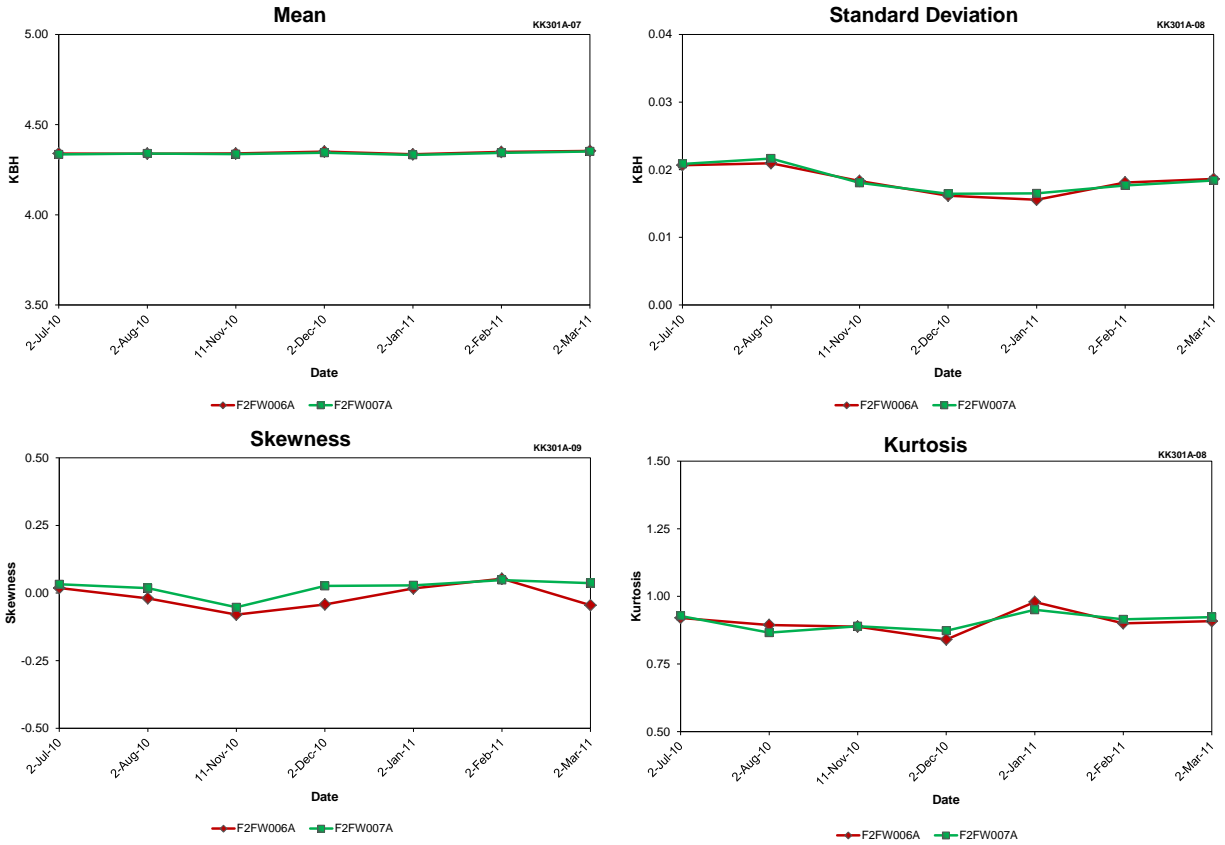 Mean
KK301A-07
5.00
4.50
4.00
3.50
KBH
2-Jul-10
2-Aug-10
11-Nov-10
2-Dec-10
2-Jan-11
2-Feb-11
2-Mar-11
Date
F2FW006A F2FW007A
Standard Deviation
KK301A-08
0.04
0.03
0.02
0.01
0.00
KBH
2-Jul-10
2-Aug-10
11-Nov-10
2-Dec-10
2-Jan-11
2-Feb-11
2-Mar-11
Date
F2FW006A F2FW007A
Skewness
KK301A-09
0.50
0.25
0.00
-0.25
-0.50
Skewness
2-Jul-10
2-Aug-10
11-Nov-10
2-Dec-10
2-Jan-11
2-Feb-11
2-Mar-11
Date
F2FW006A F2FW007A
Kurtosis
KK301A-08
1.50
1.25
1.00
0.75
0.50
Kurtosis
2-Jul-10
2-Aug-10
11-Nov-10
2-Dec-10
2-Jan-11
2-Feb-11
2-Mar-11
Date
F2FW006A F2FW007A